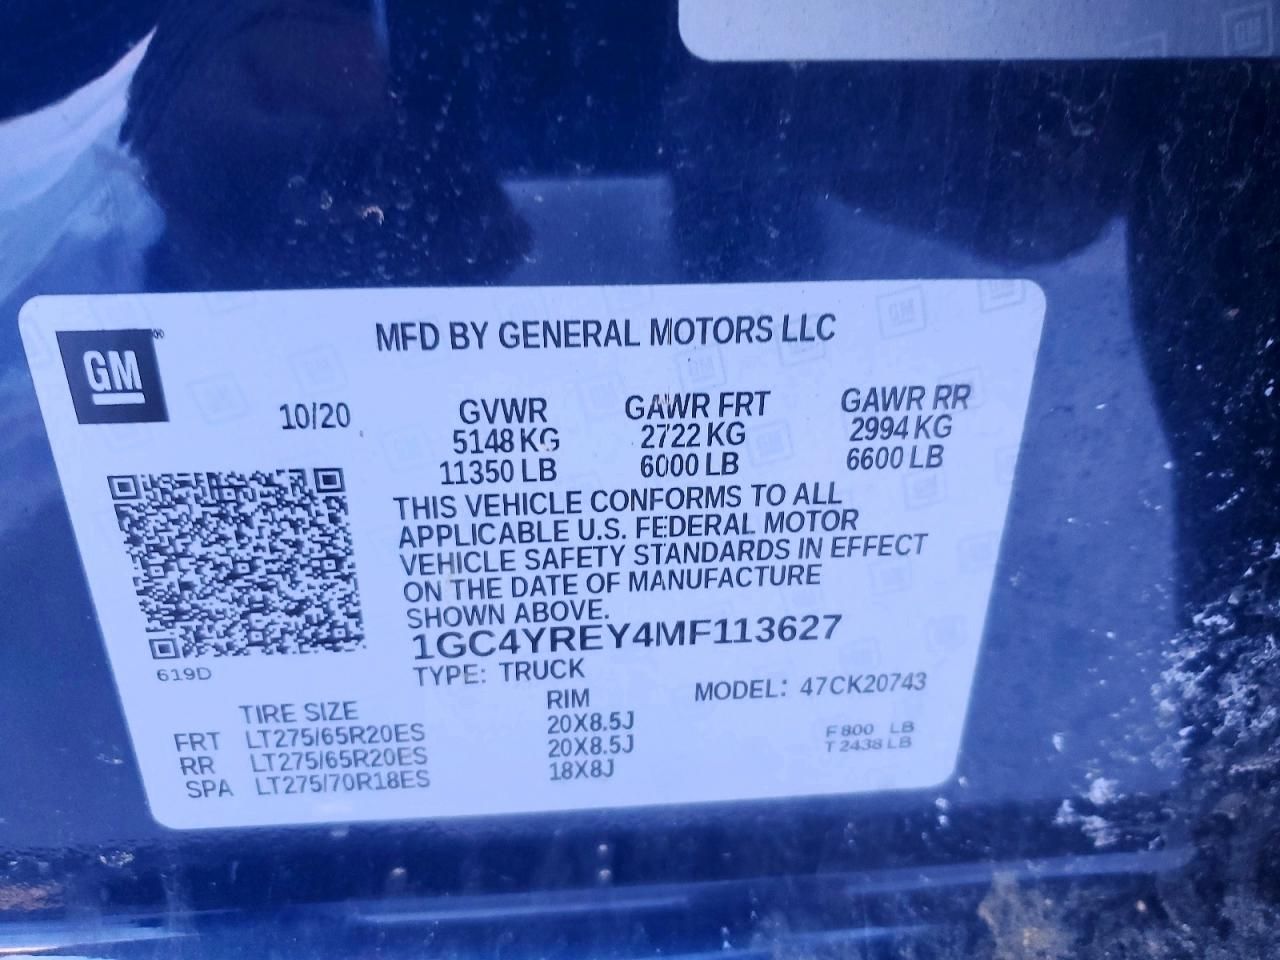 GM
MFD BY GENERAL MOTORS LLC
10/20
GVWR
5148 KG
11350 LB
GAWR FRT
2722 KG
6000 LB
GAWR RR
2994 KG
6600 LB
THIS VEHICLE CONFORMS TO ALL
APPLICABLE U.S. FEDERAL MOTOR
VEHICLE SAFETY STANDARDS IN EFFECT
ON THE DATE OF MANUFACTURE
SHOWN ABOVE.
1GC4YREY4MF113627
619D
TYPE: TRUCK
MODEL: 47CK20743
TIRE SIZE RIM
FRT LT275/65R20ES 20X8.5J
RR LT275/65R20ES 20X8.5J
SPA LT275/70R18ES 18X8J
F 800 LB
T 2438 LB